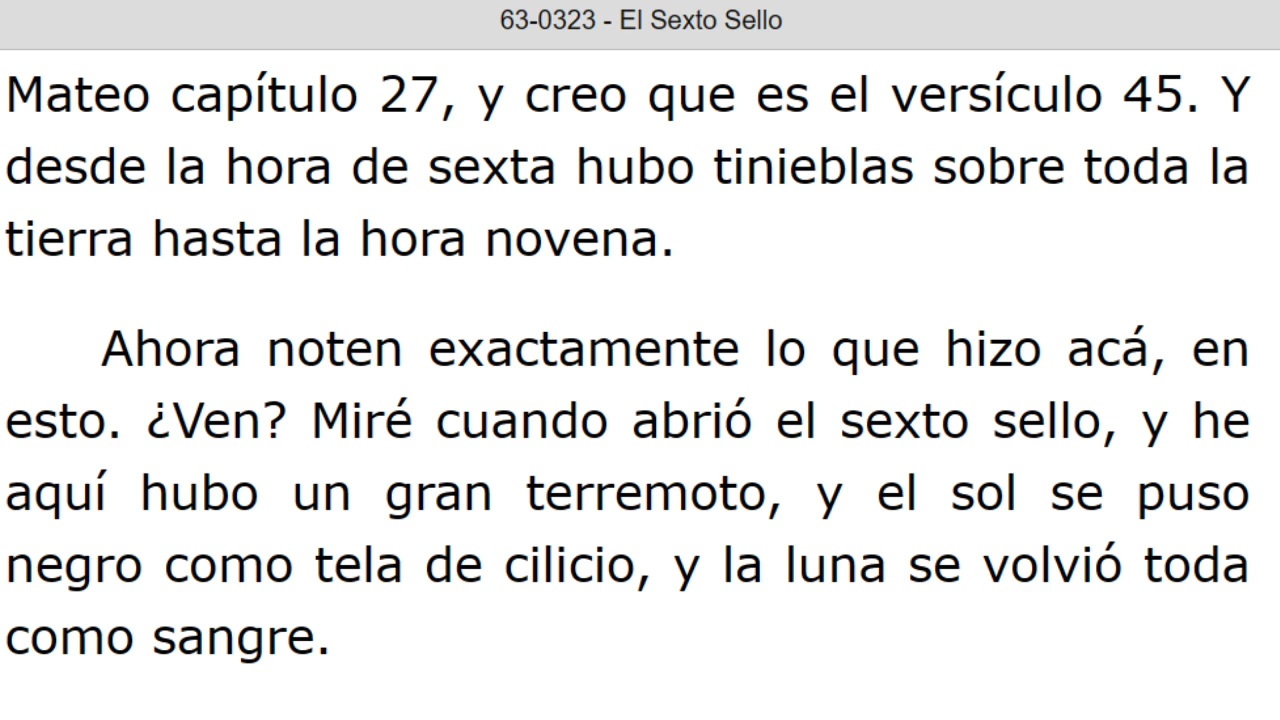 63-0323 - El Sexto Sello
Mateo capítulo 27, y creo que es el versículo 45. Y
desde la hora de sexta hubo tinieblas sobre toda la
tierra hasta la hora novena.
Ahora noten exactamente lo que hizo acá, en
esto. ¿Ven? Miré cuando abrió el sexto sello, y he
aquí hubo un gran terremoto, y el sol se puso
negro como tela de cilicio, y la luna se volvió toda
como sangre.